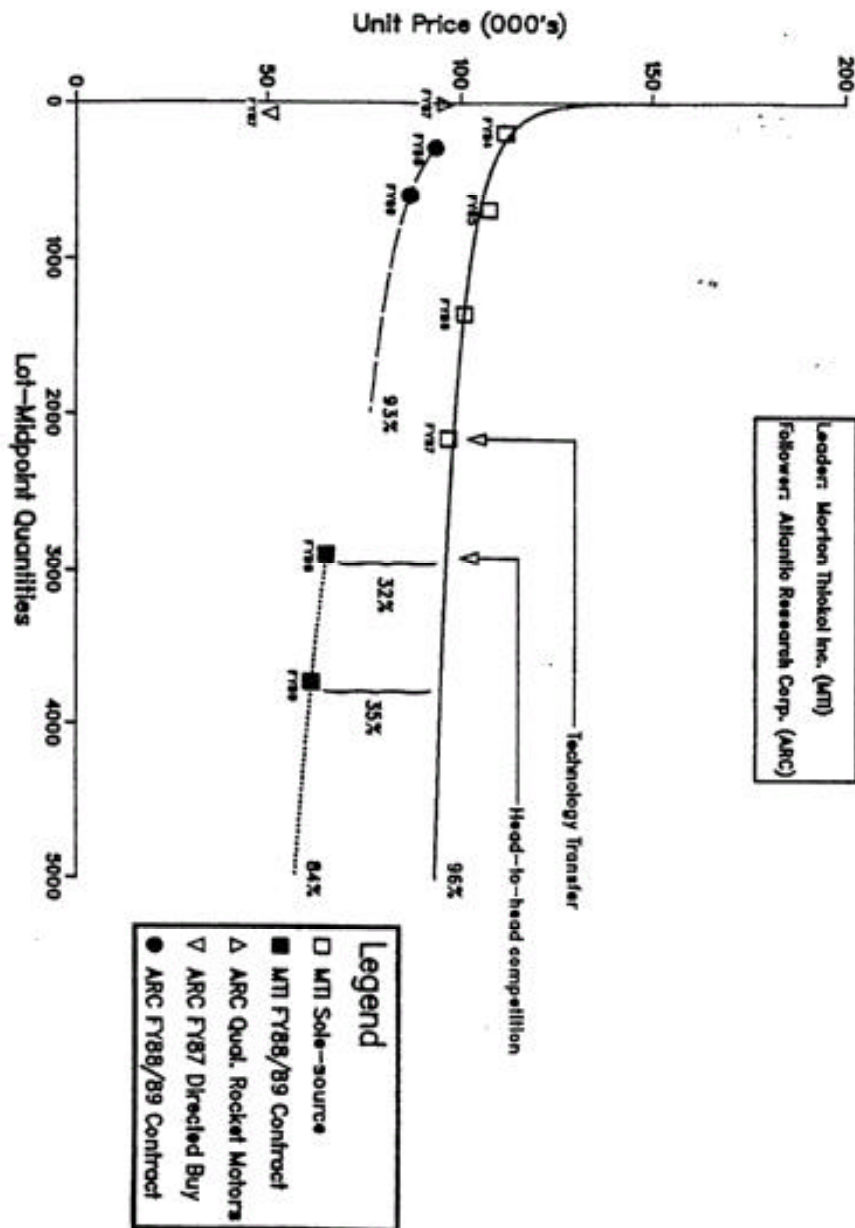 Leader: Morton Thiokol Inc. (MTI)
Follower: Atlantic Research Corp. (ARC)
Technology Transfer
Head-to-head competition
Unit Price (000's)
200
150
100
50
0
FY84
FY85
FY86
FY87
96%
FY87
FY88
FY89
93%
32%
35%
FY88
FY89
84%
FY87
0
1000
2000
30000
40000
5000
Lot-Midpoint Quantities
Legend
MTI Sole-source
MTI FY88/89 Contract
ARC Qual. Rocket Motors
ARC FY87 Directed Buy
ARC FY88/89 Contract